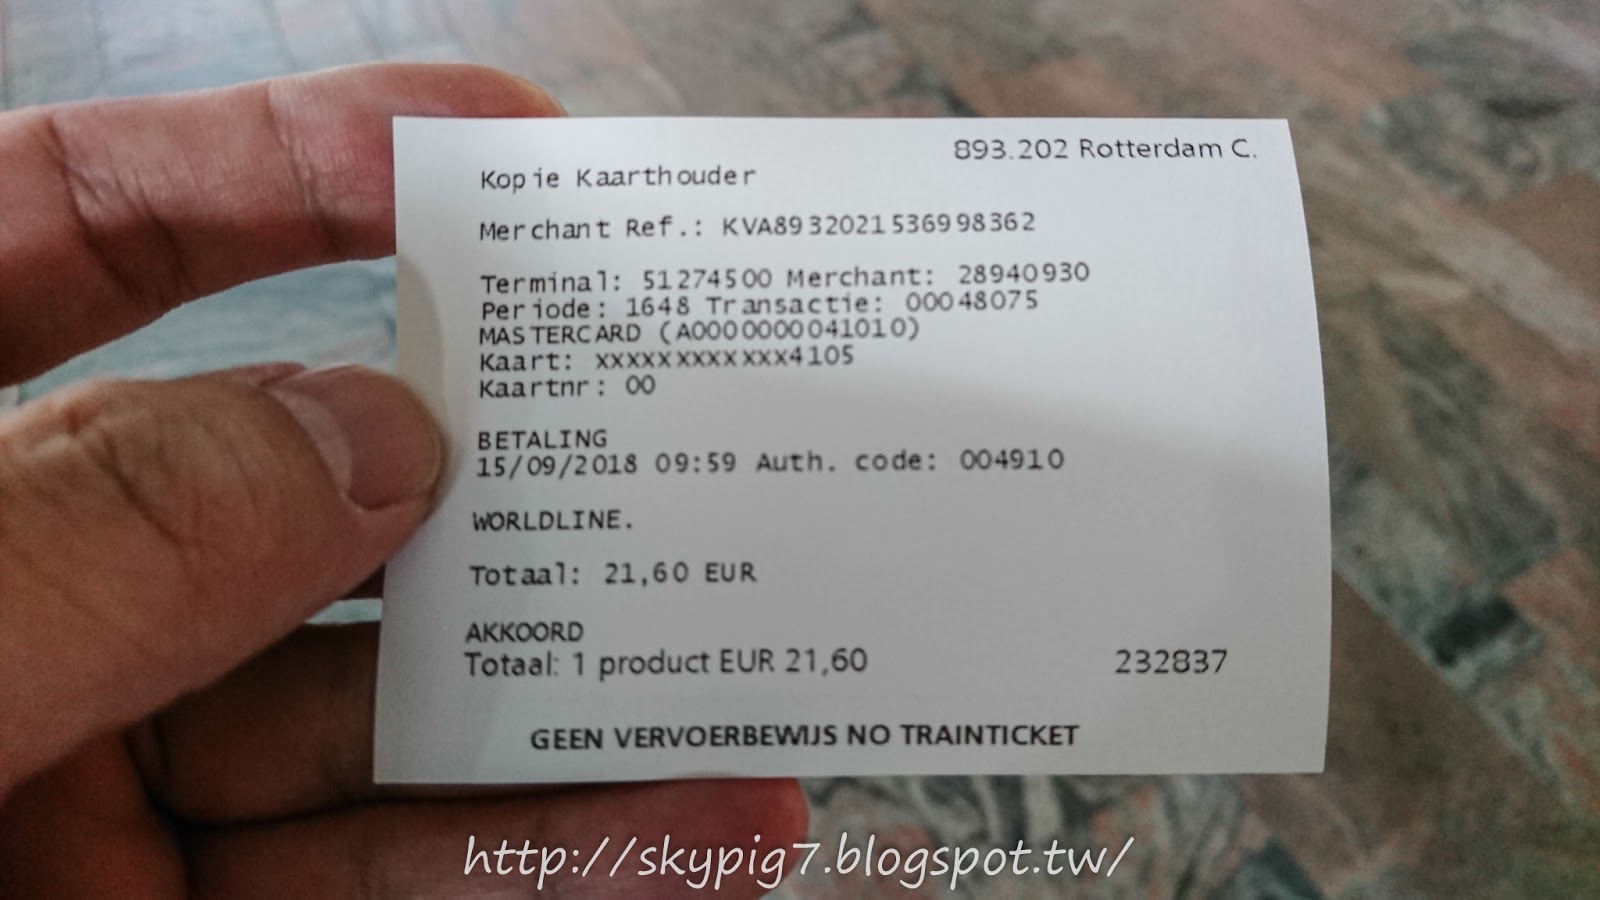 893.202 Rotterdam C.
Kopie Kaarthouder
Merchant Ref.: KVA8932021536998362
Terminal: 51274500 Merchant: 28940930
Periode: 1648 Transactie: 00048075
MASTERCARD (A0000000041010)
Kaart: xxxxxxxxxxxx4105
Kaartnr: 00
BETALING
15/09/2018 09:59 Auth. code: 004910
WORLDLINE.
Totaal: 21,60 EUR
AKKOORD
Totaal: 1 product EUR 21,60 232837
GEEN VERVOERBEWIJS NO TRAINTICKET
http://skypig7.blogspot.tw/